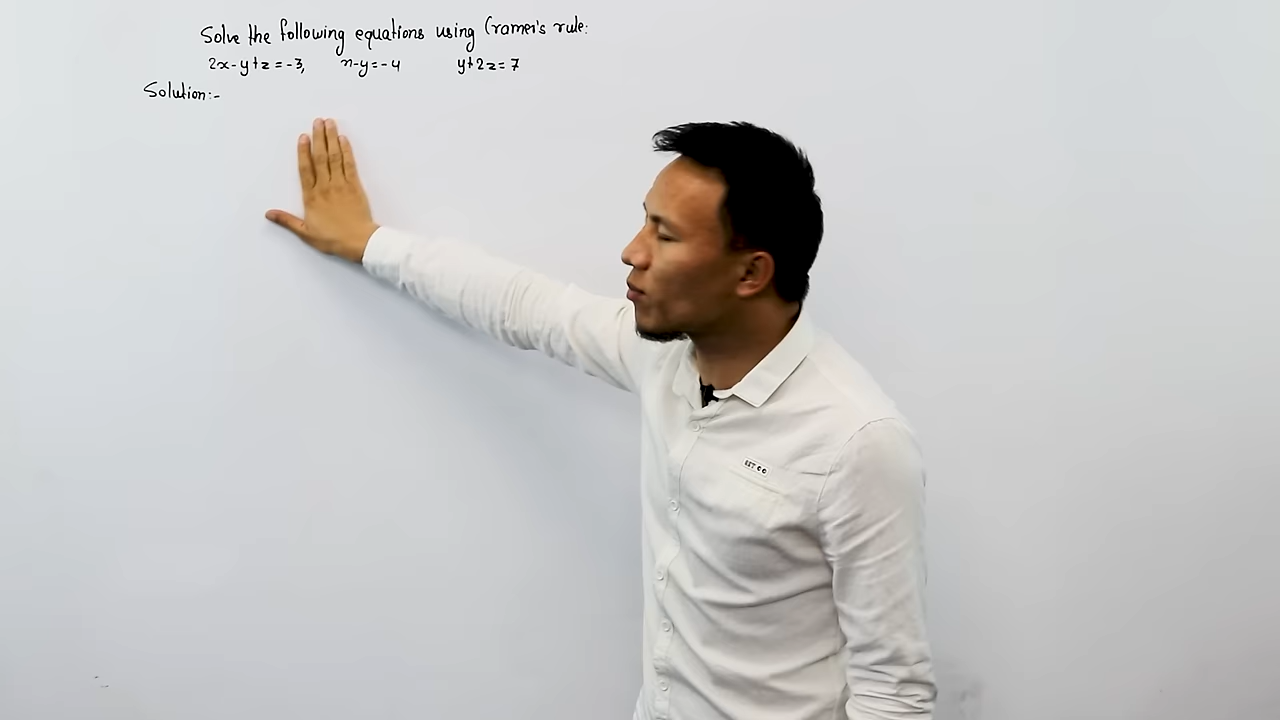 Solve the following equations using Cramer's rule:
2x-y+z=-3, x-y=-4 y+2z=7
Solution:-